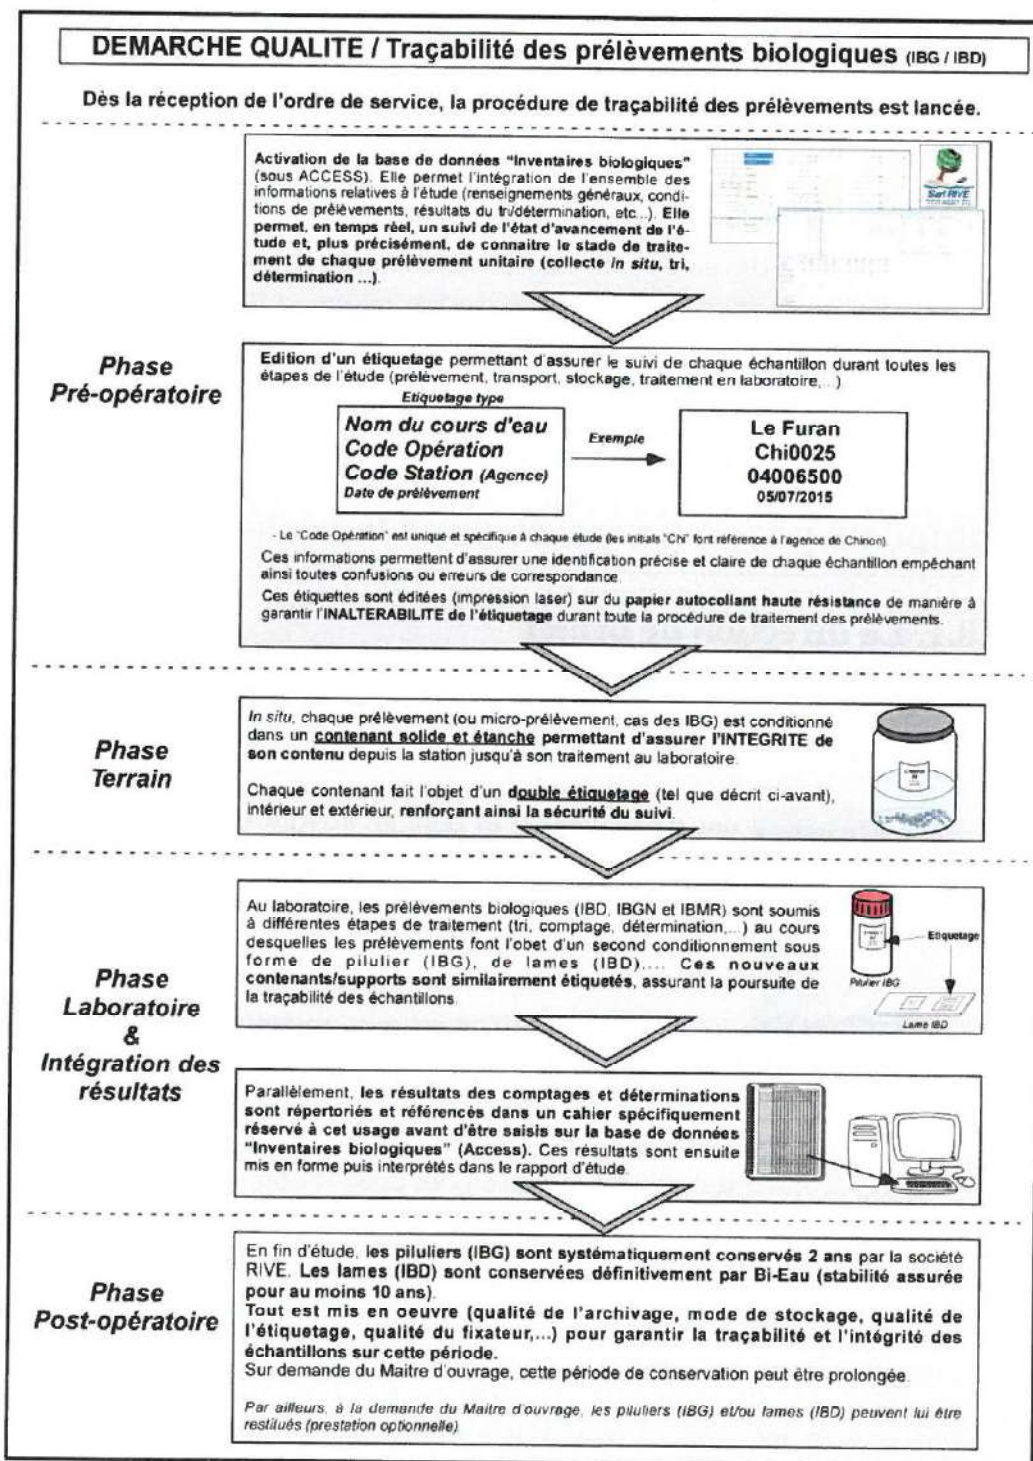 DEMARCHE QUALITE / Traçabilité des prélèvements biologiques (IBG / IBD)
Dès la réception de l'ordre de service, la procédure de traçabilité des prélèvements est lancée.
Activation de la base de données "Inventaires biologiques"
(sous ACCESS). Elle permet l'intégration de l'ensemble des
informations relatives à l'étude (renseignements généraux, condi-
tions de prélèvements, résultats du tri/détermination, etc...). Elle
permet, en temps réel, un suivi de l'état d'avancement de l'é-
tude et, plus précisément, de connaitre le stade de traite-
ment de chaque prélèvement unitaire (collecte in situ, tri,
détermination ...).
Sarl RIVE
Phase
Pré-opératoire
Edition d'un étiquetage permettant d'assurer le suivi de chaque échantillon durant toutes les
étapes de l'étude (prélèvement, transport, stockage, traitement en laboratoire,...)
Etiquetage type
Nom du cours d'eau
Code Opération
Code Station (Agence)
Date de prélèvement
Exemple
Le Furan
Chi0025
04006500
05/07/2015
- Le "Code Opération" est unique et spécifique à chaque étude (les initials "Chi" font référence à l'agence de Chinon)
Ces informations permettent d'assurer une identification précise et claire de chaque échantillon empêchant
ainsi toutes confusions ou erreurs de correspondance.
Ces étiquettes sont éditées (impression laser) sur du papier autocollant haute résistance de manière à
garantir l'INALTERABILITE de l'étiquetage durant toute la procédure de traitement des prélèvements.
Phase
Terrain
In situ, chaque prélèvement (ou micro-prélèvement, cas des IBG) est conditionné
dans un contenant solide et étanche permettant d'assurer l'INTEGRITE de
son contenu depuis la station jusqu'à son traitement au laboratoire.
Chaque contenant fait l'objet d'un double étiquetage (tel que décrit ci-avant),
intérieur et extérieur, renforçant ainsi la sécurité du suivi.
Phase
Laboratoire
&
Intégration des
résultats
Au laboratoire, les prélèvements biologiques (IBD, IBGN et IBMR) sont soumis
à différentes étapes de traitement (tri, comptage, détermination,...) au cours
desquelles les prélèvements font l'obet d'un second conditionnement sous
forme de pilulier (IBG), de lames (IBD).... Ces nouveaux
contenants/supports sont similairement étiquetés, assurant la poursuite de
la traçabilité des échantillons.
Etiquetage
Pilulier IBG
Lame IBD
Parallèlement, les résultats des comptages et déterminations
sont répertoriés et référencés dans un cahier spécifiquement
réservé à cet usage avant d'être saisis sur la base de données
"Inventaires biologiques" (Access). Ces résultats sont ensuite
mis en forme puis interprétés dans le rapport d'étude.
Phase
Post-opératoire
En fin d'étude, les piluliers (IBG) sont systématiquement conservés 2 ans par la société
RIVE. Les lames (IBD) sont conservées définitivement par Bi-Eau (stabilité assurée
pour au moins 10 ans).
Tout est mis en oeuvre (qualité de l'archivage, mode de stockage, qualité de
l'étiquetage, qualité du fixateur,...) pour garantir la traçabilité et l'intégrité des
échantillons sur cette période.
Sur demande du Maitre d'ouvrage, cette période de conservation peut être prolongée.
Par ailleurs, à la demande du Maitre d'ouvrage, les piluliers (IBG) et/ou lames (IBD) peuvent lui être
restitués (prestation optionnelle)